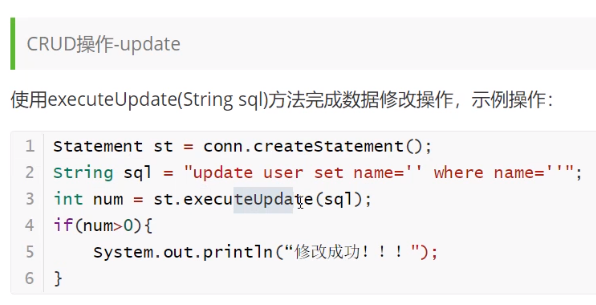 CRUD操作-update
使用executeUpdate(String sql)方法完成数据修改操作，示例操作：
1 Statement st = conn.createStatement();
2 String sql = "update user set name='' where name=''";
3 int num = st.executeUpdate(sql);
4 if(num>0){
5 System.out.println(“修改成功！！！");
6 }